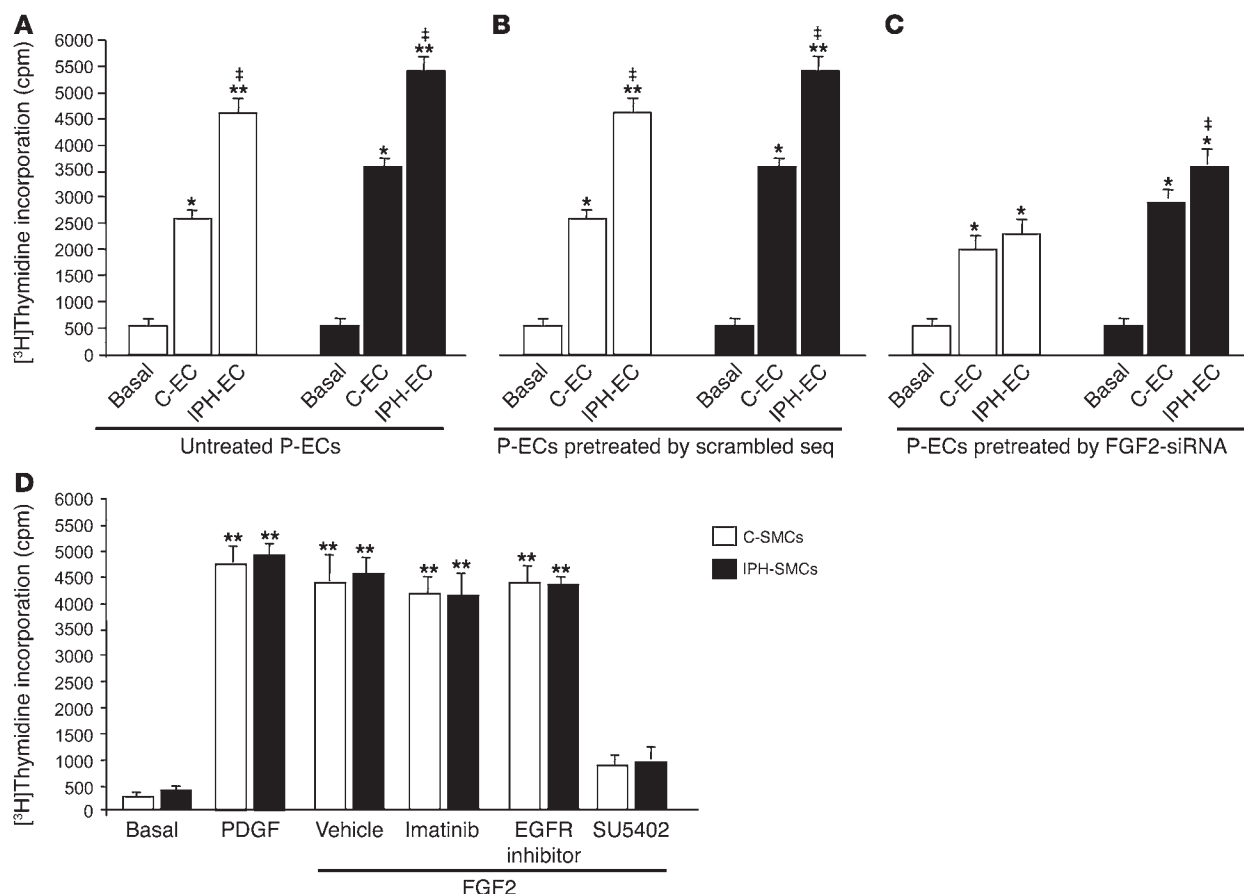 A
B
C
[³H]Thymidine incorporation (cpm)
6000
5500
5000
4500
4000
3500
3000
2500
2000
1500
1000
500
0
*
‡
**
*
‡
**
*
‡
**
*
‡
**
*
*
*
‡
*
Basal C-EC IPH-EC Basal C-EC IPH-EC
Basal C-EC IPH-EC Basal C-EC IPH-EC
Basal C-EC IPH-EC Basal C-EC IPH-EC
Untreated P-ECs
P-ECs pretreated by scrambled seq
P-ECs pretreated by FGF2-siRNA
D
[³H]Thymidine incorporation (cpm)
6000
5500
5000
4500
4000
3500
3000
2500
2000
1500
1000
500
0
** ** ** ** ** ** ** **
C-SMCs
IPH-SMCs
Basal PDGF Vehicle Imatinib EGFR SU5402
inhibitor
FGF2